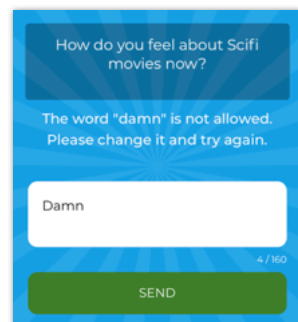 How do you feel about Scifi
movies now?
The word "damn" is not allowed.
Please change it and try again.
Damn
4 / 160
SEND